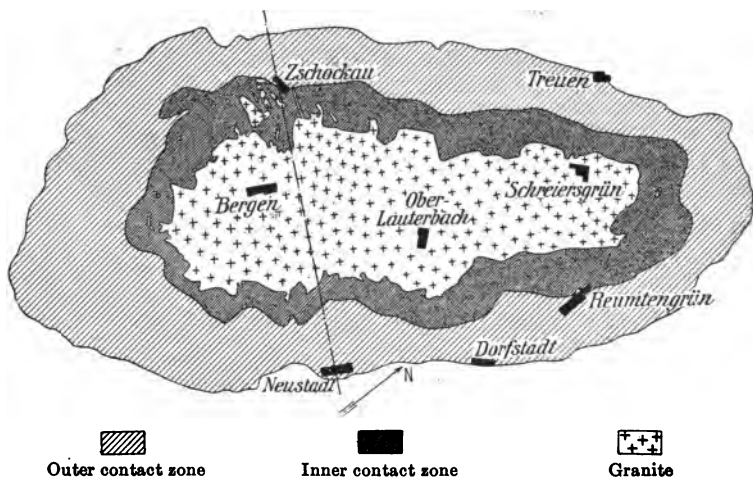 Zschockau
Treuen
Bergen
Ober-
Lauterbach
Schreiersgrün
Reumtengrün
Dorfstadt
Neustadt
N
Outer contact zone
Inner contact zone
Granite